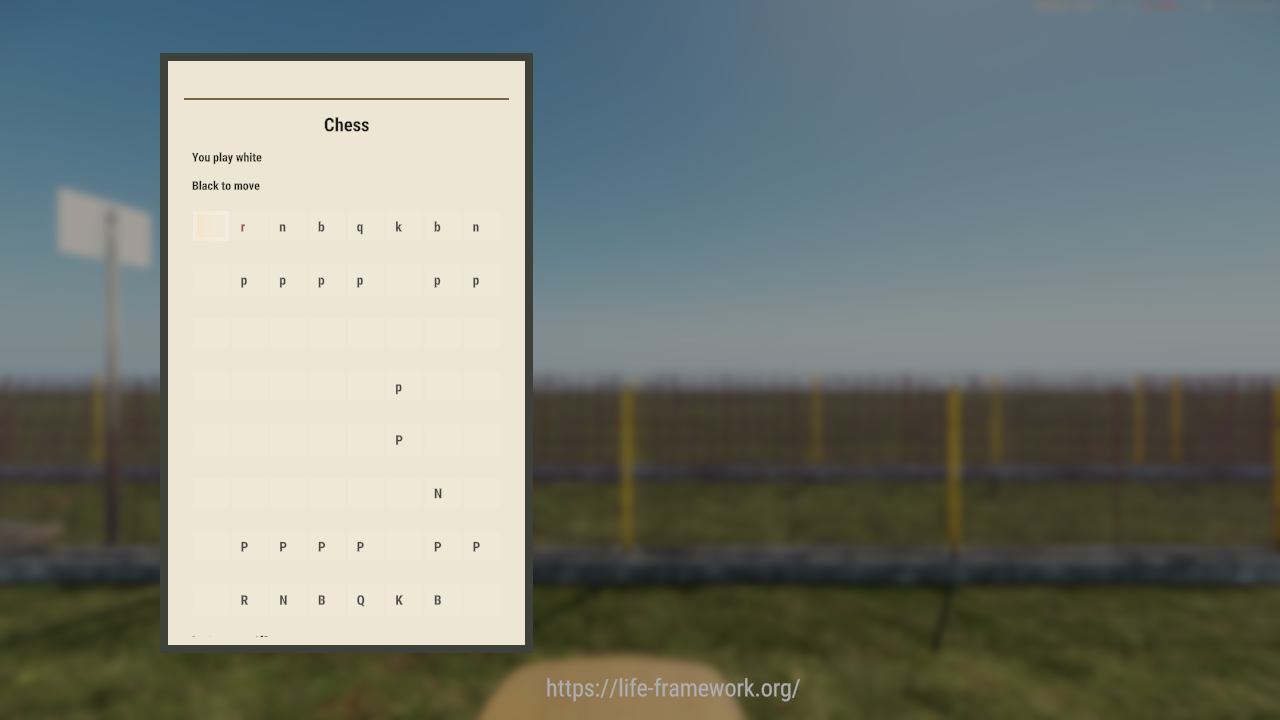 Chess
You play white
Black to move
r n b q k b n
p p p p p p
p
P
N
P P P P P P
R N B Q K B
https://life-framework.org/